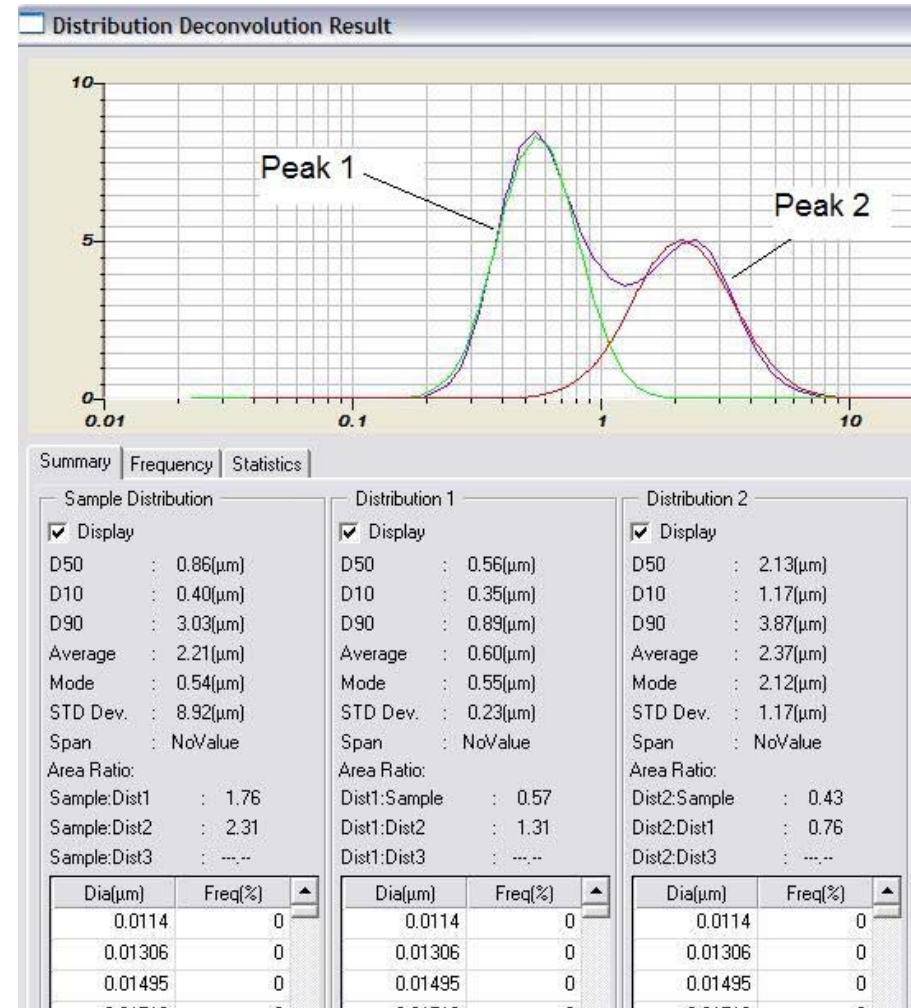 Distribution Deconvolution Result
10
Peak 1
Peak 2
5
0
0.01 0.1 1 10
Summary Frequency Statistics
Sample Distribution Distribution 1 Distribution 2
Display Display Display
D50 : 0.86(µm) D50 : 0.56(µm) D50 : 2.13(µm)
D10 : 0.40(µm) D10 : 0.35(µm) D10 : 1.17(µm)
D90 : 3.03(µm) D90 : 0.89(µm) D90 : 3.87(µm)
Average : 2.21(µm) Average : 0.60(µm) Average : 2.37(µm)
Mode : 0.54(µm) Mode : 0.55(µm) Mode : 2.12(µm)
STD Dev. : 8.92(µm) STD Dev. : 0.23(µm) STD Dev. : 1.17(µm)
Span : NoValue Span : NoValue Span : NoValue
Area Ratio: Area Ratio: Area Ratio:
Sample:Dist1 : 1.76 Dist1:Sample : 0.57 Dist2:Sample : 0.43
Sample:Dist2 : 2.31 Dist1:Dist2 : 1.31 Dist2:Dist1 : 0.76
Sample:Dist3 : ---.-- Dist1:Dist3 : ---.-- Dist2:Dist3 : ---.--
Dia(µm) Freq(%) Dia(µm) Freq(%) Dia(µm) Freq(%)
0.0114 0 0.0114 0 0.0114 0
0.01306 0 0.01306 0 0.01306 0
0.01495 0 0.01495 0 0.01495 0